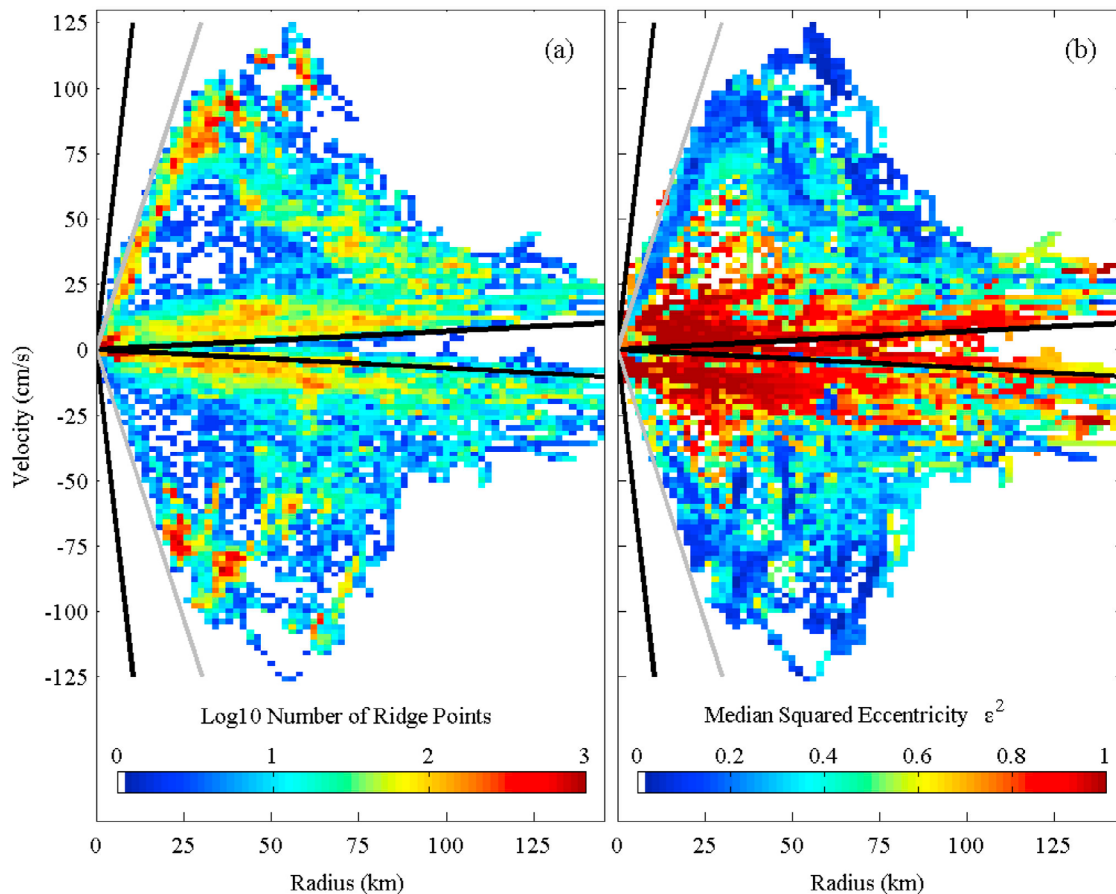 125
100
75
50
25
0
-25
-50
-75
-100
-125
Velocity (cm/s)
(a)
Log10 Number of Ridge Points
0 1 2 3
0 25 50 75 100 125
Radius (km)
(b)
Median Squared Eccentricity ε²
0 0.2 0.4 0.6 0.8 1
0 25 50 75 100 125
Radius (km)